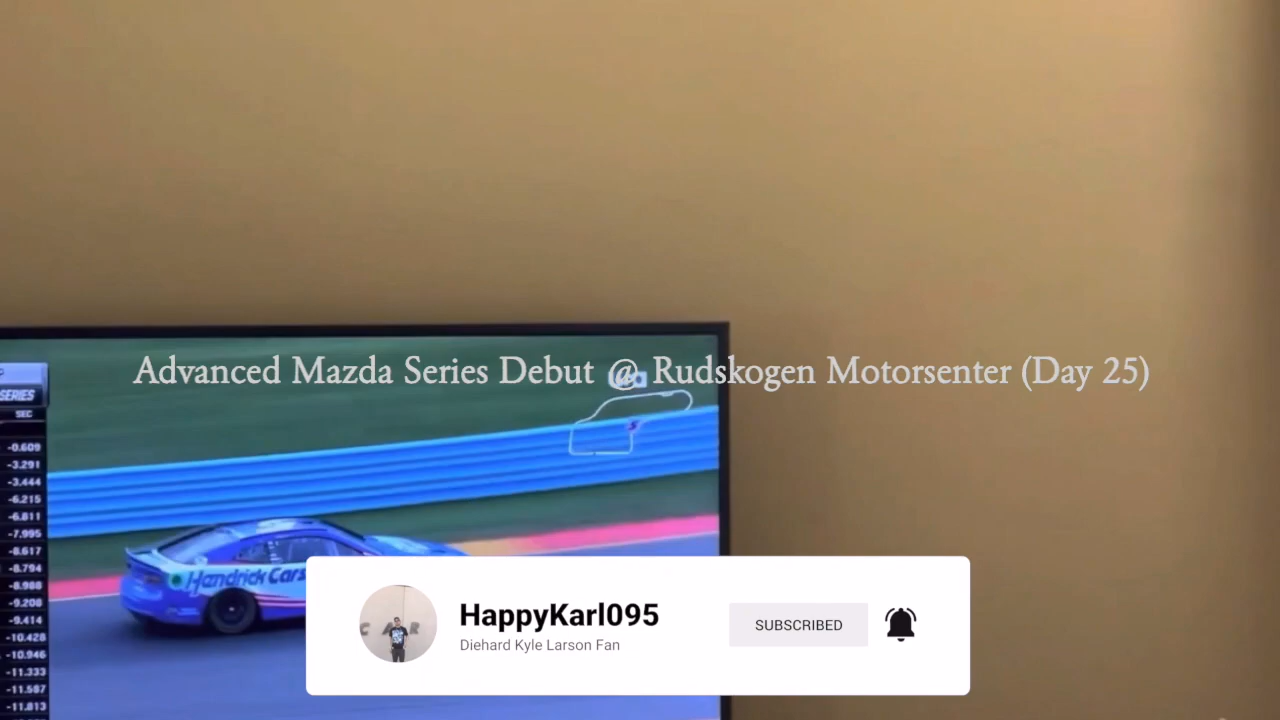 Advanced Mazda Series Debut @ Rudskogen Motorsenter (Day 25)
SERIES
SEC
-0.609
-3.291
-3.444
-6.215
-6.811
-7.995
-8.617
-8.794
-8.988
-9.208
-9.414
-10.428
-10.946
-11.333
-11.587
-11.813
Hendrick Cars
HappyKarl095
Diehard Kyle Larson Fan
SUBSCRIBED